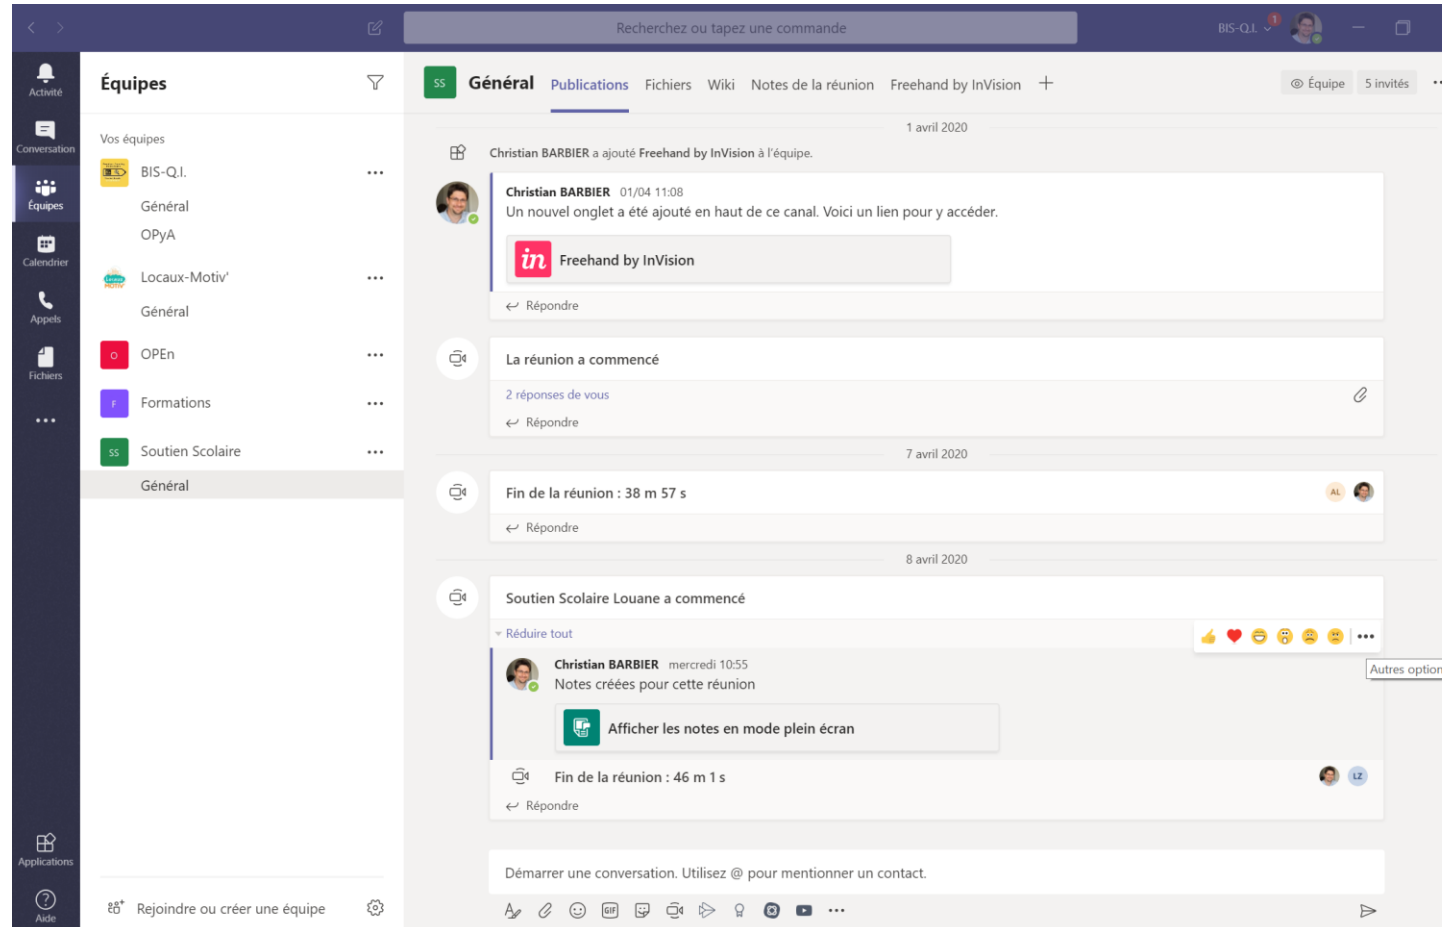 Recherchez ou tapez une commande
BIS-Q.I.
1
Activité
Conversation
Équipes
Calendrier
Appels
Fichiers
Applications
Aide
Équipes
Vos équipes
BIS-Q.I.
Général
OPyA
Locaux-Motiv'
Général
O OPEn
F Formations
SS Soutien Scolaire
Général
Rejoindre ou créer une équipe
SS Général Publications Fichiers Wiki Notes de la réunion Freehand by InVision
Équipe 5 invités
1 avril 2020
Christian BARBIER a ajouté Freehand by InVision à l'équipe.
Christian BARBIER 01/04 11:08
Un nouvel onglet a été ajouté en haut de ce canal. Voici un lien pour y accéder.
in Freehand by InVision
Répondre
La réunion a commencé
2 réponses de vous
Répondre
7 avril 2020
Fin de la réunion : 38 m 57 s
AL
Répondre
8 avril 2020
Soutien Scolaire Louane a commencé
Réduire tout
Christian BARBIER mercredi 10:55
Autres option
Notes créées pour cette réunion
Afficher les notes en mode plein écran
Fin de la réunion : 46 m 1 s
LZ
Répondre
Démarrer une conversation. Utilisez @ pour mentionner un contact.
GIF